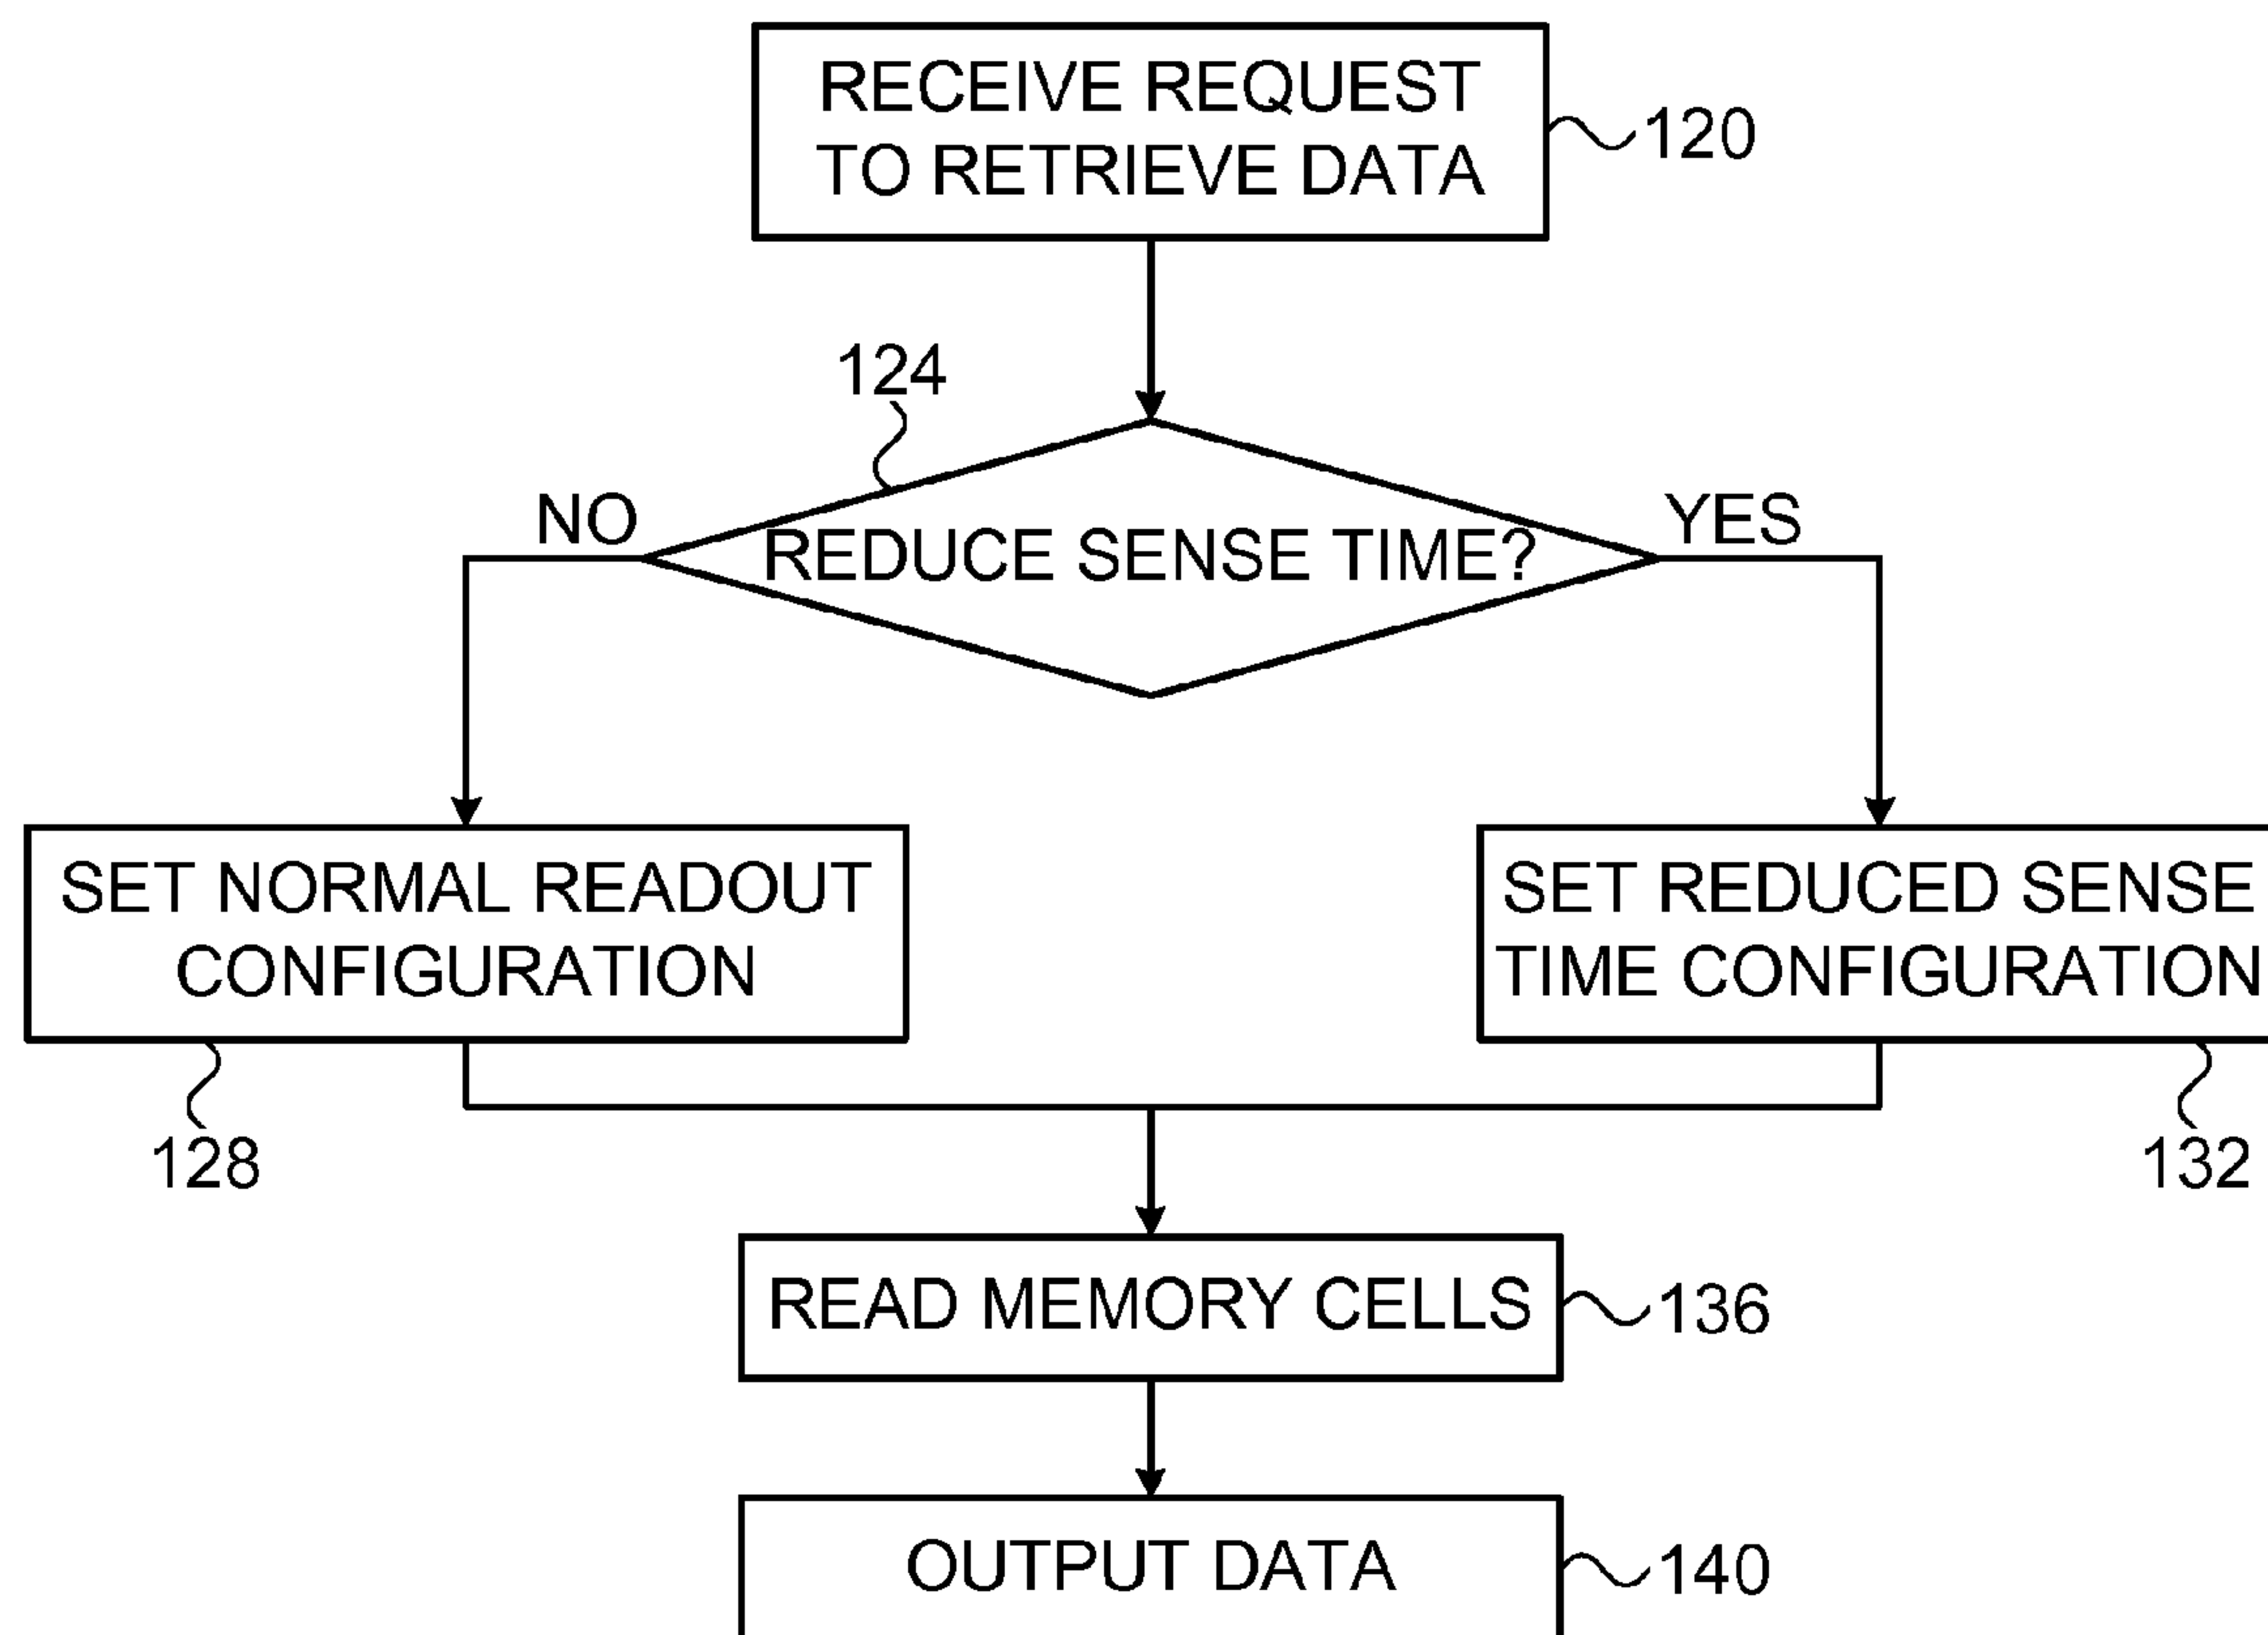 RECEIVE REQUEST
TO RETRIEVE DATA
120
124
NO
REDUCE SENSE TIME?
YES
SET NORMAL READOUT
CONFIGURATION
SET REDUCED SENSE
TIME CONFIGURATION
128
132
READ MEMORY CELLS
136
OUTPUT DATA
140